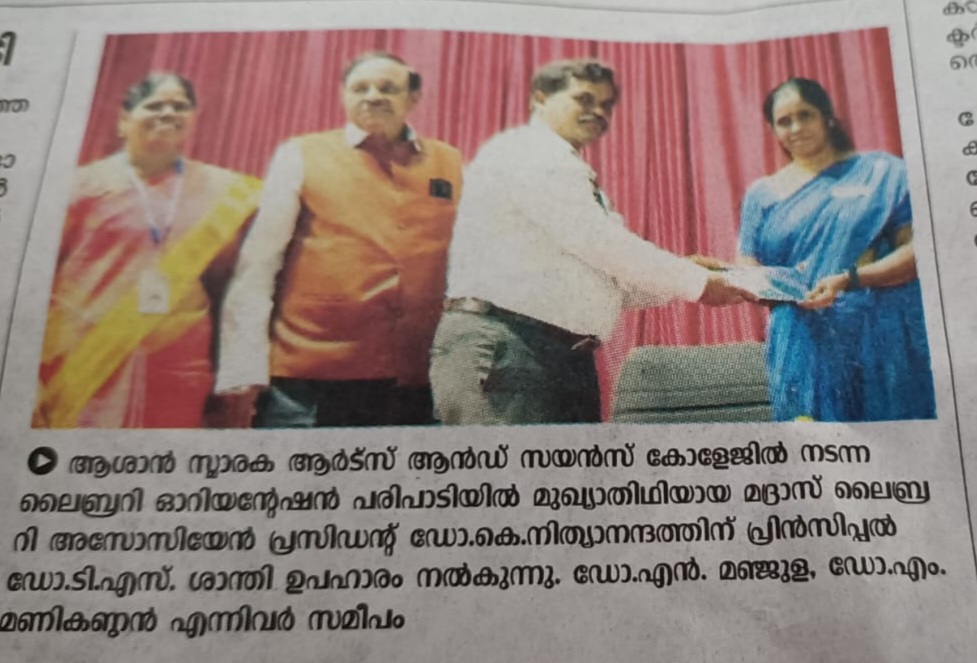 ആശാൻ സ്മാരക ആർട്സ് ആൻഡ് സയൻസ് കോളേജിൽ നടന്ന
ലൈബ്രറി ഓറിയന്റേഷൻ പരിപാടിയിൽ മുഖ്യാതിഥിയായ മദ്രാസ് ലൈബ്ര
റി അസോസിയേൻ പ്രസിഡന്റ് ഡോ.കെ.നിത്യാനന്ദത്തിന് പ്രിൻസിപ്പൽ
ഡോ.ടി.എസ്. ശാന്തി ഉപഹാരം നൽകുന്നു. ഡോ.എൻ. മഞ്ജുള, ഡോ.എം.
മണികണ്ഠൻ എന്നിവർ സമീപം